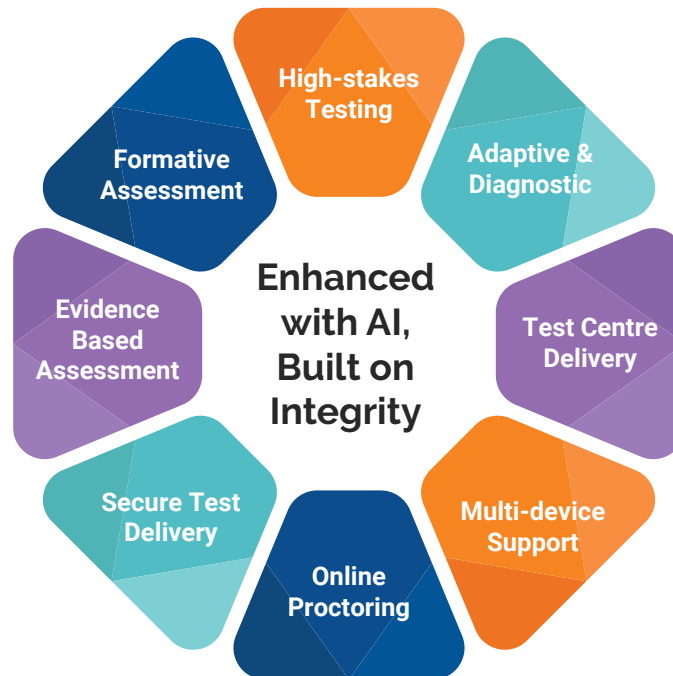 High-stakes
Testing
Adaptive &
Diagnostic
Test Centre
Delivery
Multi-device
Support
Online
Proctoring
Secure Test
Delivery
Evidence
Based
Assessment
Formative
Assessment
Enhanced
with AI,
Built on
Integrity